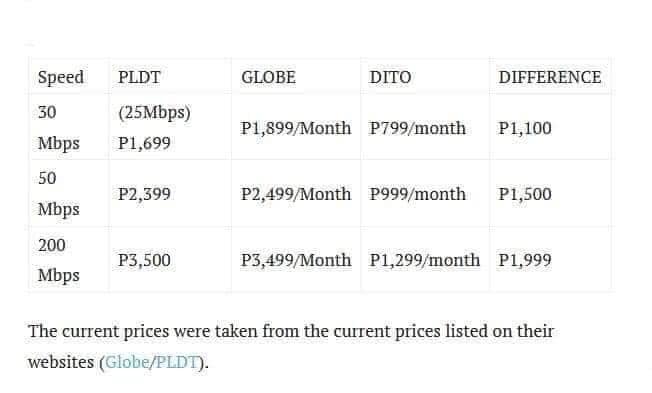 Speed PLDT GLOBE DITO DIFFERENCE
30 Mbps (25Mbps) P1,699 P1,899/Month P799/month P1,100
50 Mbps P2,399 P2,499/Month P999/month P1,500
200 Mbps P3,500 P3,499/Month P1,299/month P1,999
The current prices were taken from the current prices listed on their
websites (Globe/PLDT).